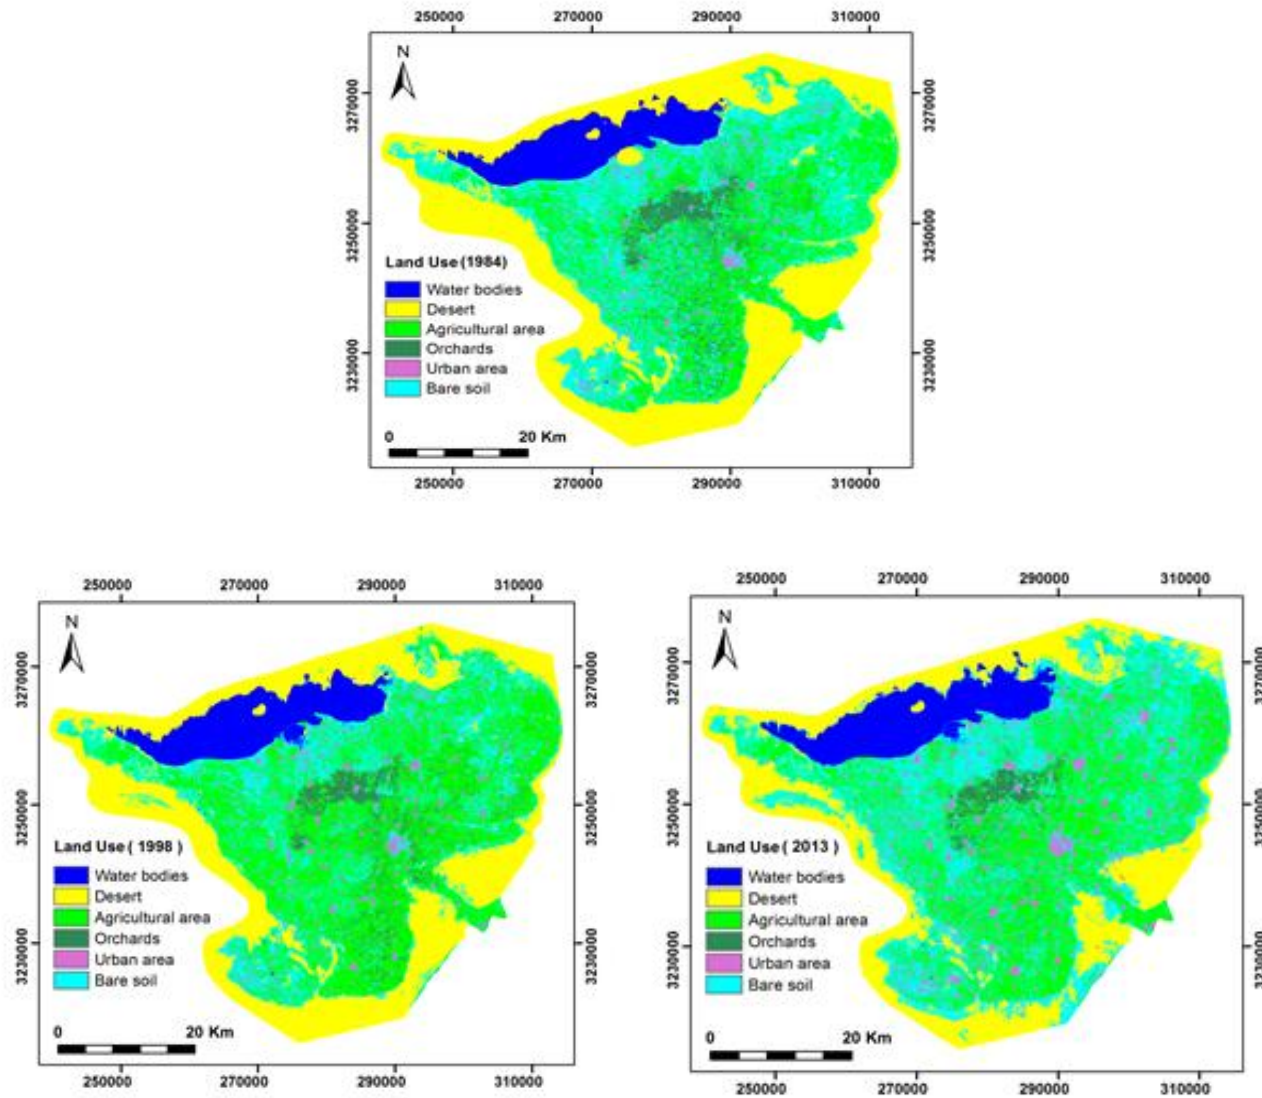 250000 270000 290000 310000
N
3270000 3270000
3250000 3250000
Land Use (1984)
Water bodies
Desert
Agricultural area
Orchards
Urban area
Bare soil
3230000 3230000
0 20 Km
250000 270000 290000 310000
250000 270000 290000 310000
N
3270000 3270000
3250000 3250000
Land Use ( 1998 )
Water bodies
Desert
Agricultural area
Orchards
Urban area
Bare soil
3230000 3230000
0 20 Km
250000 270000 290000 310000
250000 270000 290000 310000
N
3270000 3270000
3250000 3250000
Land Use ( 2013 )
Water bodies
Desert
Agricultural area
Orchards
Urban area
Bare soil
3230000 3230000
0 20 Km
250000 270000 290000 310000